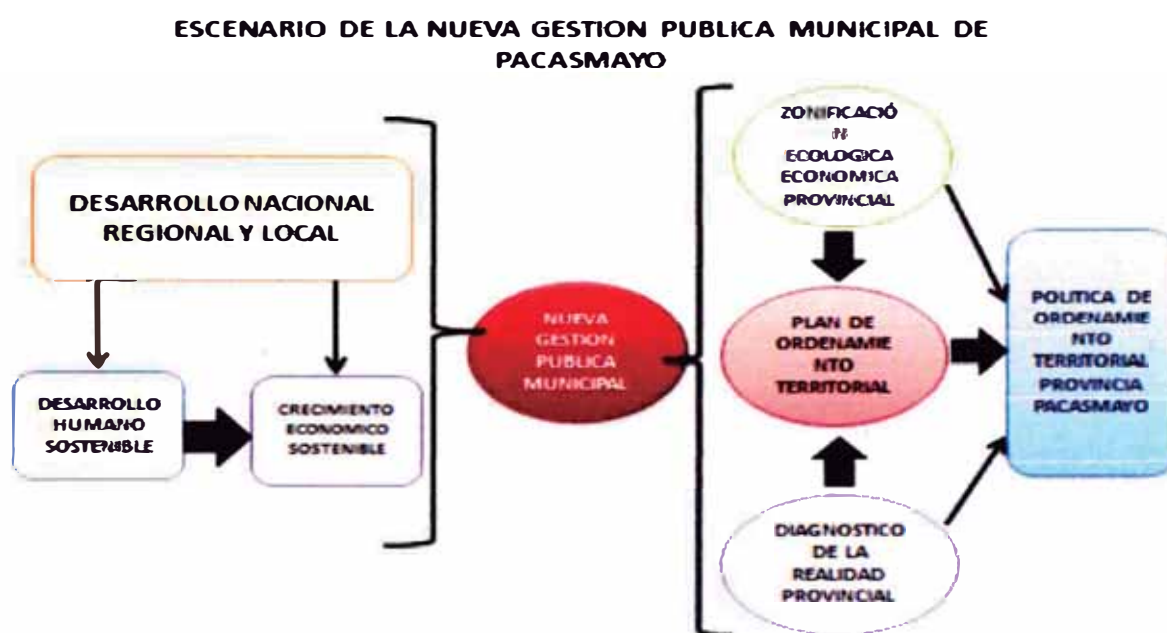 ESCENARIO DE LA NUEVA GESTION PUBLICA MUNICIPAL DE
PACASMAYO
DESARROLLO NACIONAL
REGIONAL Y LOCAL
DESARROLLO
HUMANO
SOSTENIBLE
CRECIMIENTO
ECONOMICO
SOSTENIBLE
NUEVA
GESTION
PUBLICA
MUNICIPAL
ZONIFICACIÓ
N
ECOLOGICA
ECONOMICA
PROVINCIAL
PLAN DE
ORDENAMIE
NTO
TERRITORIAL
DIAGNOSTICO
DE LA
REALIDAD
PROVINCIAL
POLITICA DE
ORDENAMIE
NTO
TERRITORIAL
PROVINCIA
PACASMAYO